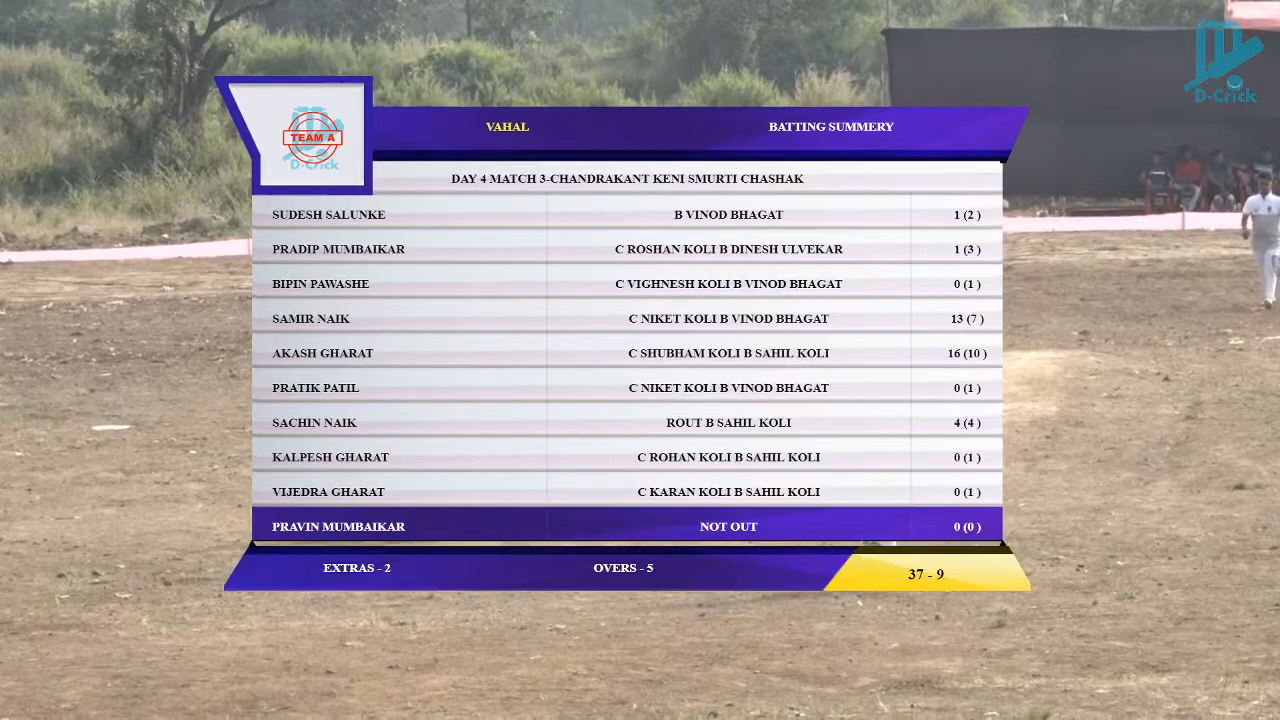 D-Crick
TEAM A
D-Crick
VAHAL BATTING SUMMERY
DAY 4 MATCH 3-CHANDRAKANT KENI SMURTI CHASHAK
SUDESH SALUNKE B VINOD BHAGAT 1 (2 )
PRADIP MUMBAIKAR C ROSHAN KOLI B DINESH ULVEKAR 1 (3 )
BIPIN PAWASHE C VIGHNESH KOLI B VINOD BHAGAT 0 (1 )
SAMIR NAIK C NIKET KOLI B VINOD BHAGAT 13 (7 )
AKASH GHARAT C SHUBHAM KOLI B SAHIL KOLI 16 (10 )
PRATIK PATIL C NIKET KOLI B VINOD BHAGAT 0 (1 )
SACHIN NAIK ROUT B SAHIL KOLI 4 (4 )
KALPESH GHARAT C ROHAN KOLI B SAHIL KOLI 0 (1 )
VIJEDRA GHARAT C KARAN KOLI B SAHIL KOLI 0 (1 )
PRAVIN MUMBAIKAR NOT OUT 0 (0 )
EXTRAS - 2 OVERS - 5 37 - 9